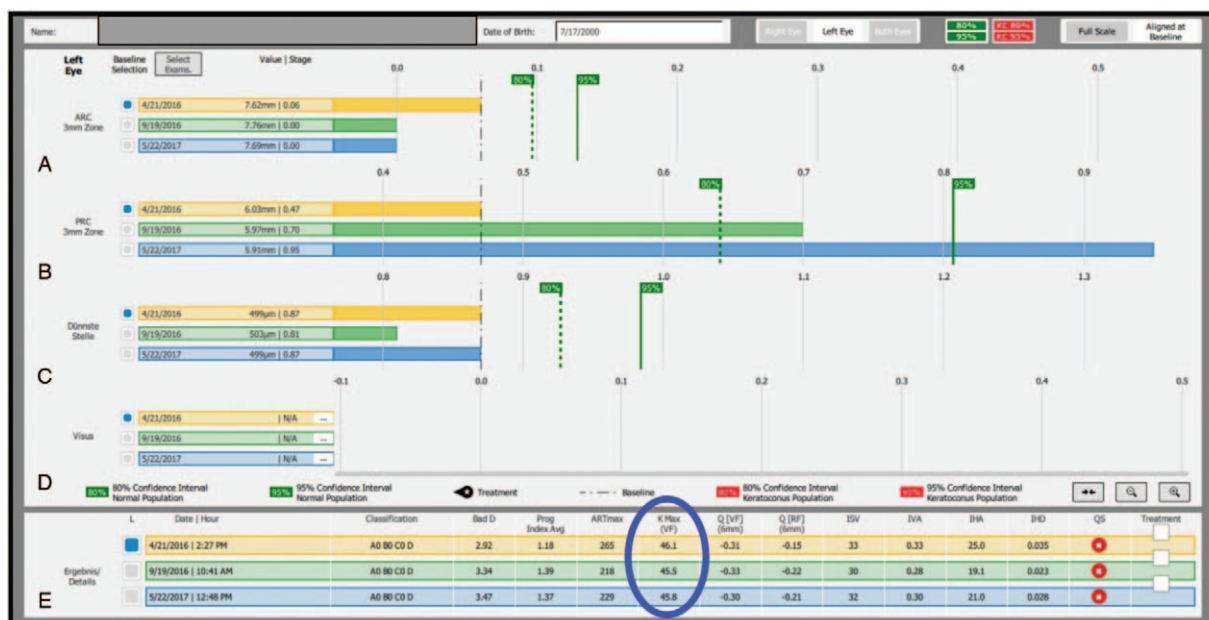 Name: Date of Birth: 7/17/2000 Right Eye Left Eye Both Eyes 80% 95% KC 80% KC 95% Full Scale Aligned at Baseline
Left Eye Baseline Selection Select Exams. Value | Stage
0.0 0.1 0.2 0.3 0.4 0.5
80% 95%
ARC 3mm Zone
4/21/2016 7.62mm | 0.06
9/19/2016 7.76mm | 0.00
5/22/2017 7.69mm | 0.00
A
0.4 0.5 0.6 0.7 0.8 0.9
80% 95%
PRC 3mm Zone
4/21/2016 6.03mm | 0.47
9/19/2016 5.97mm | 0.70
5/22/2017 5.91mm | 0.95
B
0.8 0.9 1.0 1.1 1.2 1.3
80% 95%
Dünnste Stelle
4/21/2016 499µm | 0.87
9/19/2016 503µm | 0.81
5/22/2017 499µm | 0.87
C
-0.1 0.0 0.1 0.2 0.3 0.4 0.5
Visus
4/21/2016 | N/A --
9/19/2016 | N/A --
5/22/2017 | N/A --
D
80% 80% Confidence Interval Normal Population 95% 95% Confidence Interval Normal Population Treatment Baseline 80% Confidence Interval Keratoconus Population 95% Confidence Interval Keratoconus Population
L Date | Hour Classification Bad D Prog Index Avg ARTmax K Max (VF) Q [VF] (6mm) Q [RF] (6mm) ISV IVA IHA IHD QS Treatment
4/21/2016 | 2:27 PM A0 B0 C0 D 2.92 1.18 265 46.1 -0.31 -0.15 33 0.33 25.0 0.035
Ergebnis/ Details
9/19/2016 | 10:41 AM A0 B0 C0 D 3.34 1.39 218 45.5 -0.33 -0.22 30 0.28 19.1 0.023
5/22/2017 | 12:48 PM A0 B0 C0 D 3.47 1.37 229 45.8 -0.30 -0.21 32 0.30 21.0 0.028
E